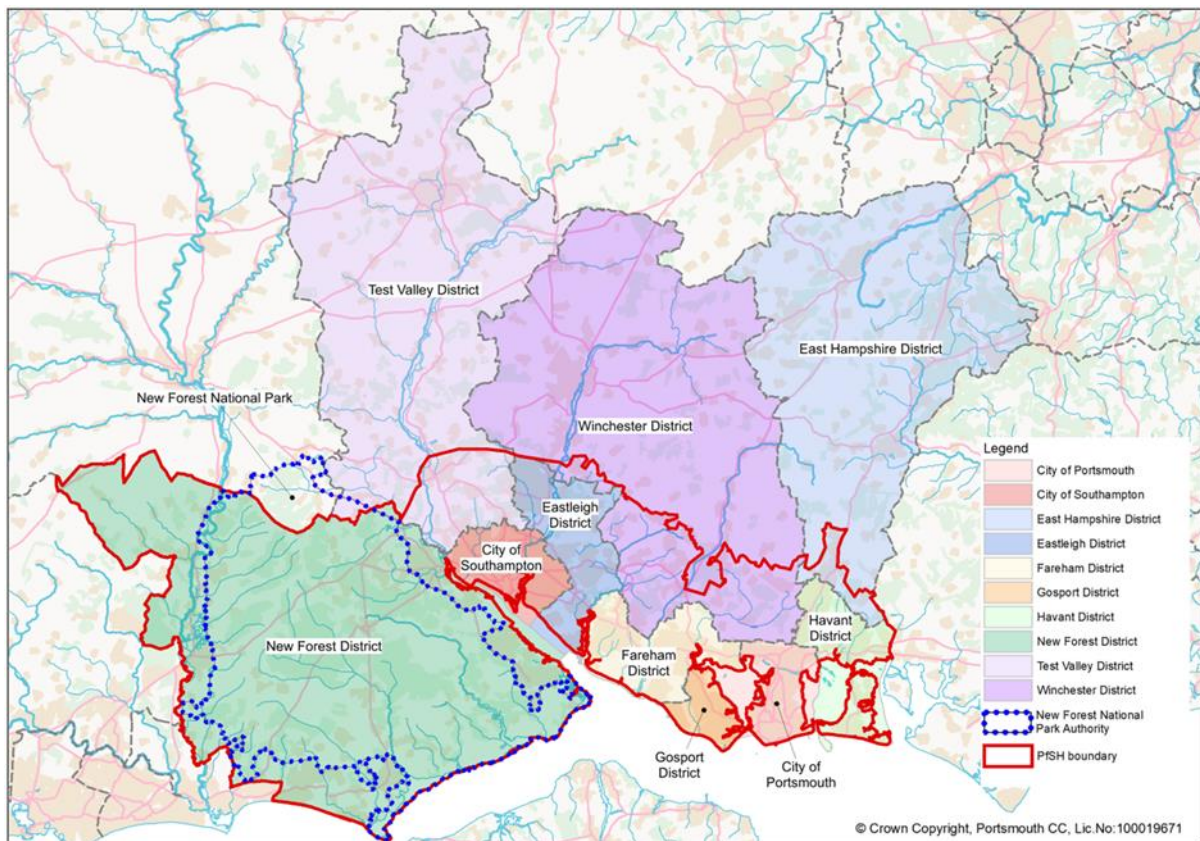 Test Valley District
East Hampshire District
New Forest National Park
Winchester District
Eastleigh
District
City of
Southampton
Havant
District
New Forest District
Fareham
District
Gosport
District
City of
Portsmouth
Legend
City of Portsmouth
City of Southampton
East Hampshire District
Eastleigh District
Fareham District
Gosport District
Havant District
New Forest District
Test Valley District
Winchester District
New Forest National
Park Authority
PfSH boundary
© Crown Copyright, Portsmouth CC, Lic.No:100019671